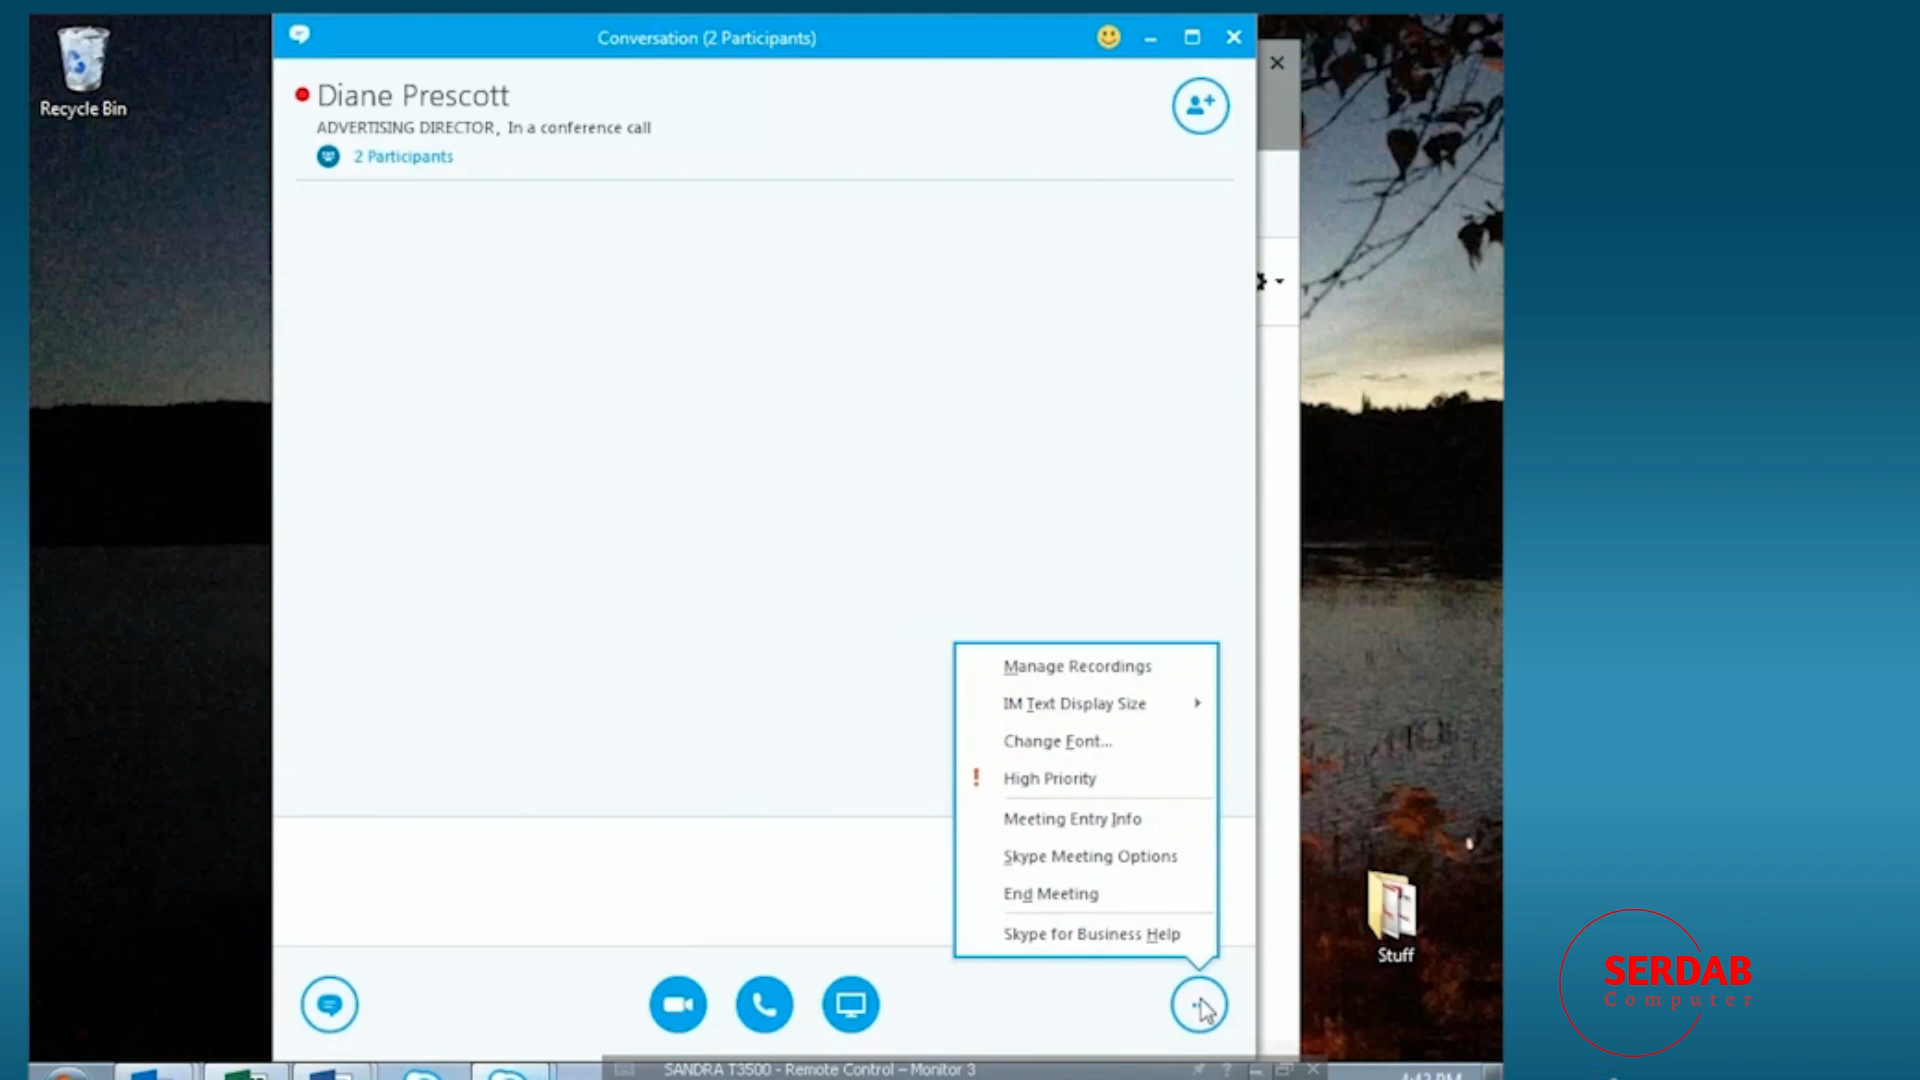 Recycle Bin
Conversation (2 Participants)
Diane Prescott
ADVERTISING DIRECTOR, In a conference call
2 Participants
Manage Recordings
IM Text Display Size
Change Font...
! High Priority
Meeting Entry Info
Skype Meeting Options
End Meeting
Skype for Business Help
Stuff
SERDAB
Computer
SANDRA T3500 - Remote Control – Monitor 3